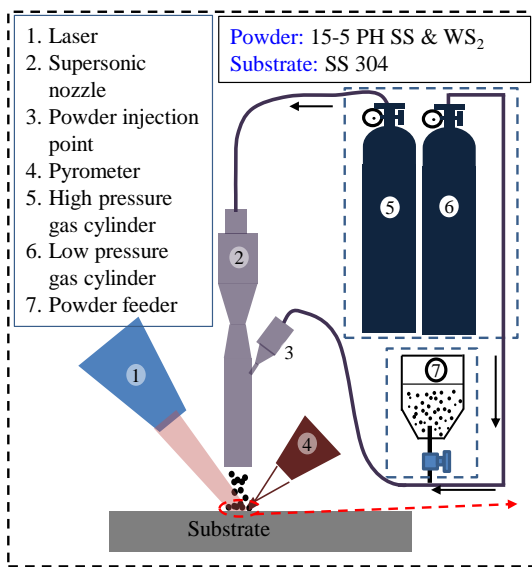 1. Laser
2. Supersonic
nozzle
3. Powder injection
point
4. Pyrometer
5. High pressure
gas cylinder
6. Low pressure
gas cylinder
7. Powder feeder
Powder: 15-5 PH SS & WS₂
Substrate: SS 304
5
6
2
3
7
1
4
Substrate